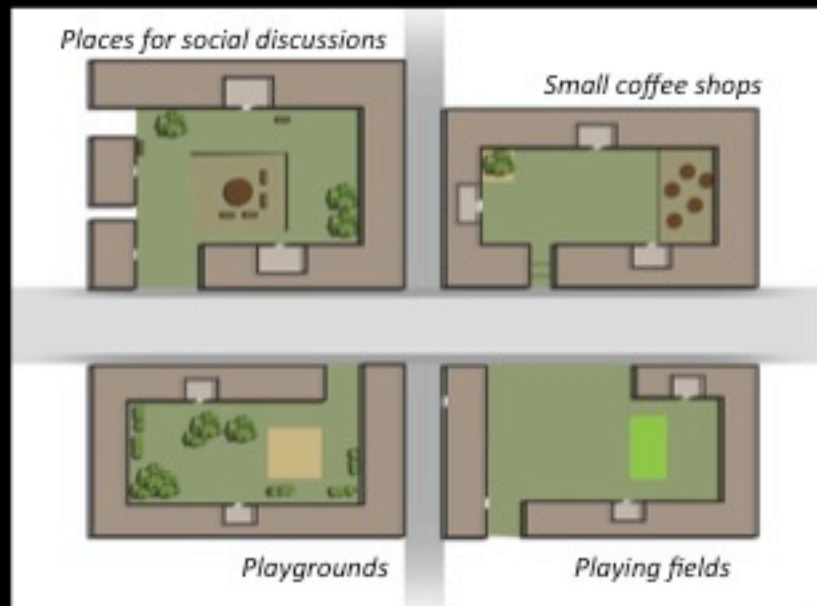 Places for social discussions
Small coffee shops
Playgrounds
Playing fields